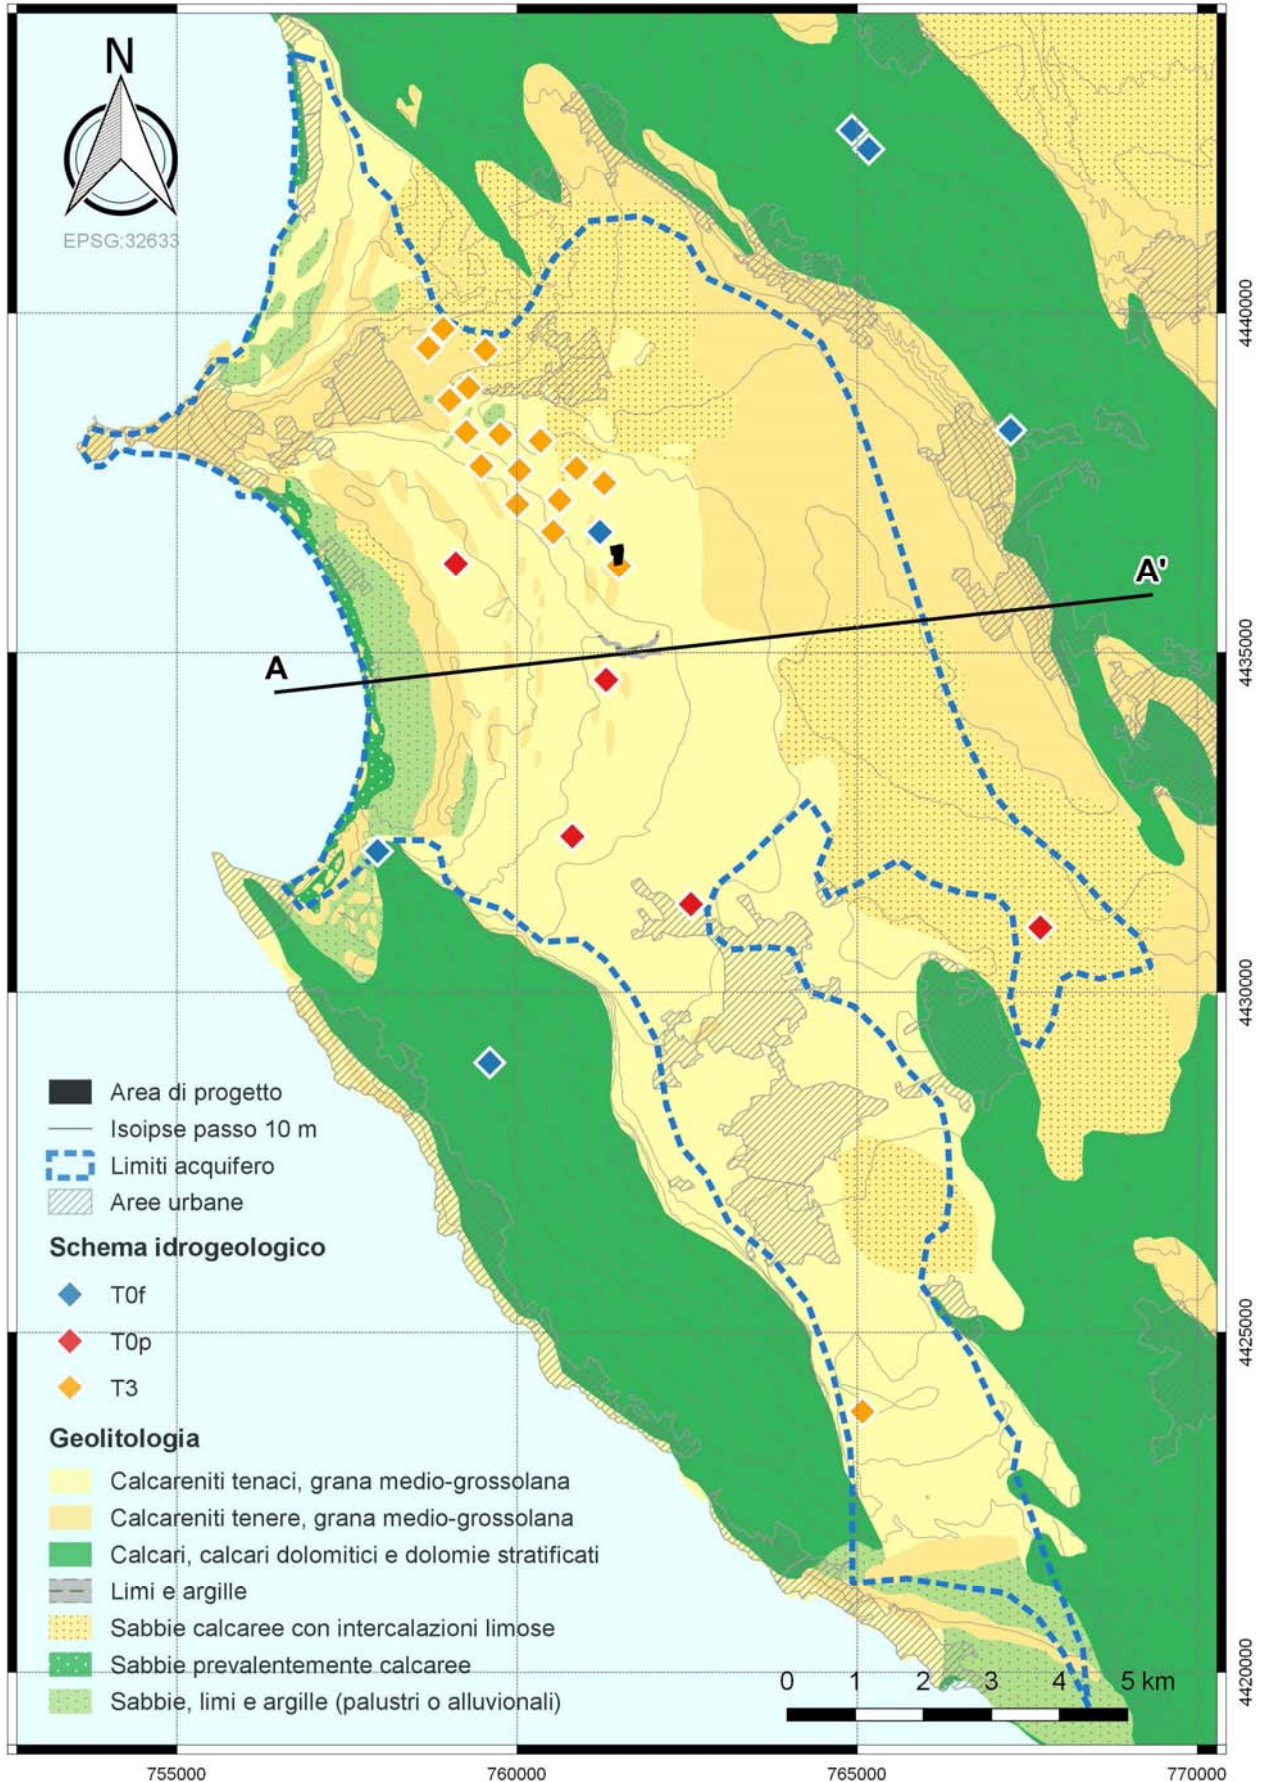 N
EPSG:32633
4440000
A'
4435000
A
4430000
Area di progetto
Isoipse passo 10 m
Limiti acquifero
Aree urbane
Schema idrogeologico
T0f
T0p
4425000
T3
Geolitologia
Calcareniti tenaci, grana medio-grossolana
Calcareniti tenere, grana medio-grossolana
Calcari, calcari dolomitici e dolomie stratificati
Limi e argille
Sabbie calcaree con intercalazioni limose
Sabbie prevalentemente calcaree
Sabbie, limi e argille (palustri o alluvionali)
4420000
0 1 2 3 4 5 km
755000 760000 765000 770000